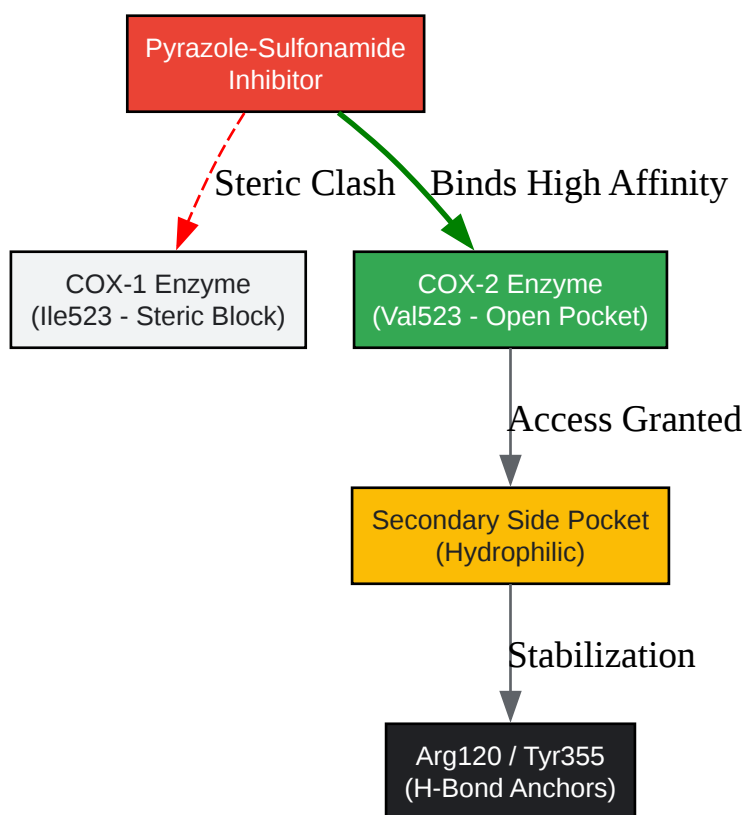 Pyrazole-Sulfonamide
Inhibitor
Steric Clash
Binds High Affinity
COX-1 Enzyme
(Ile523 - Steric Block)
COX-2 Enzyme
(Val523 - Open Pocket)
Access Granted
Secondary Side Pocket
(Hydrophilic)
Stabilization
Arg120 / Tyr355
(H-Bond Anchors)